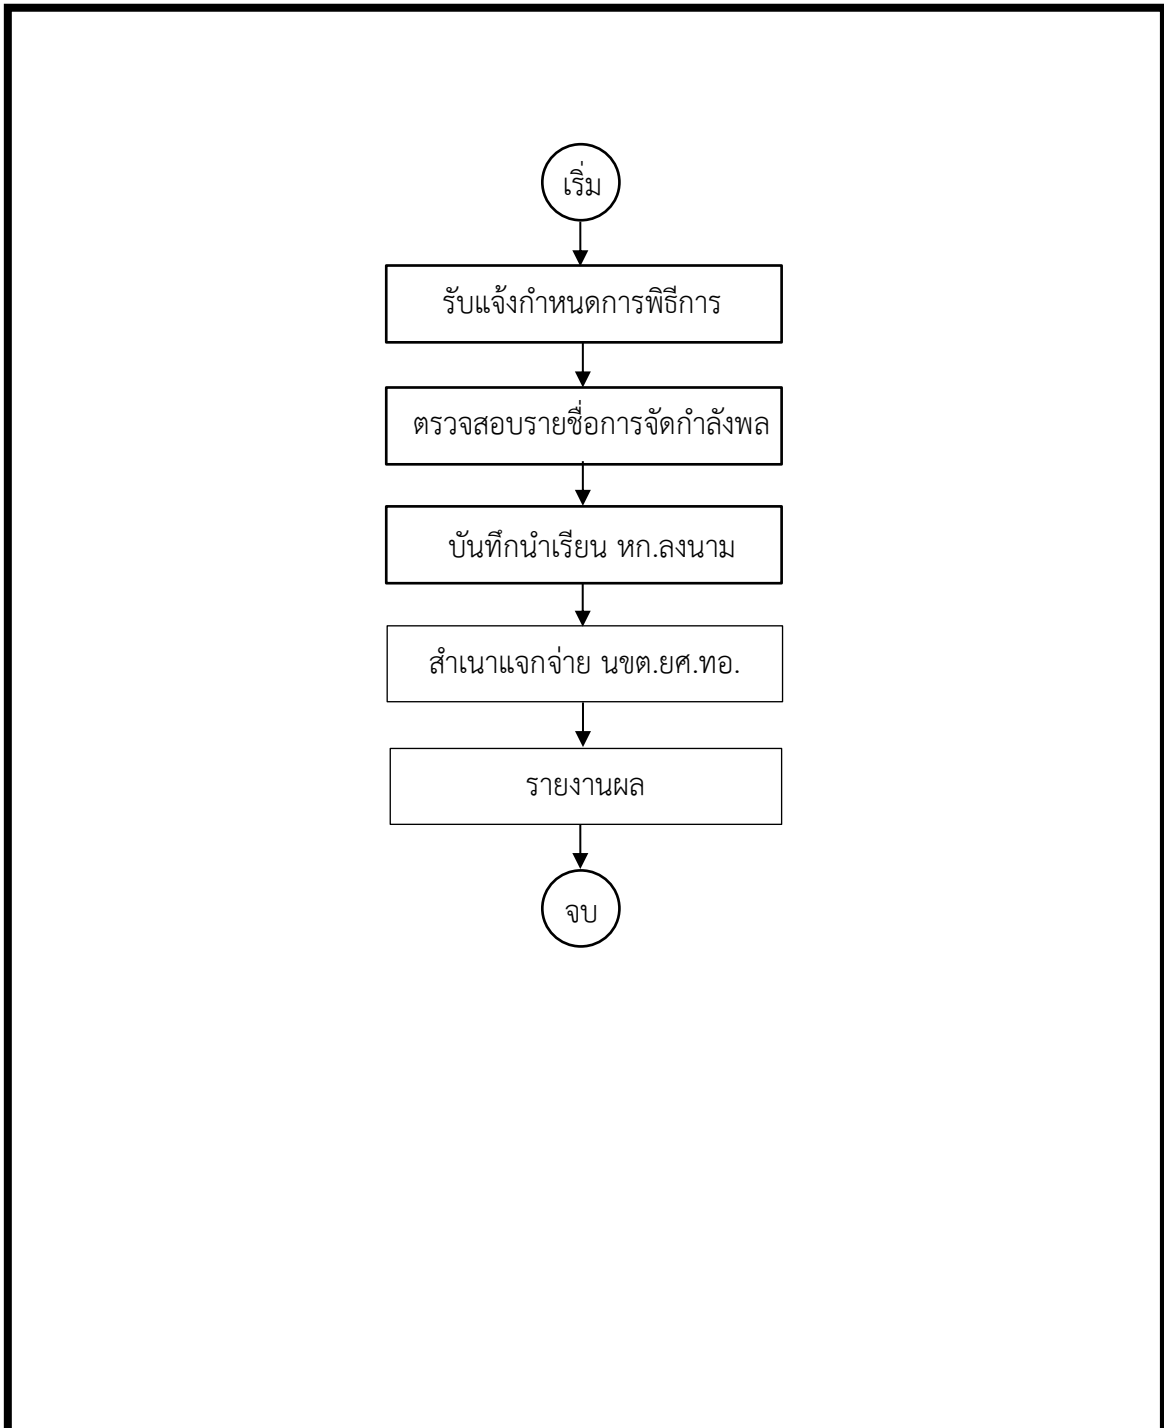 เริ่ม
รับแจ้งกำหนดการพิธีการ
ตรวจสอบรายชื่อการจัดกำลังพล
บันทึกนำเรียน หก.ลงนาม
สำเนาแจกจ่าย นขต.ยศ.ทอ.
รายงานผล
จบ